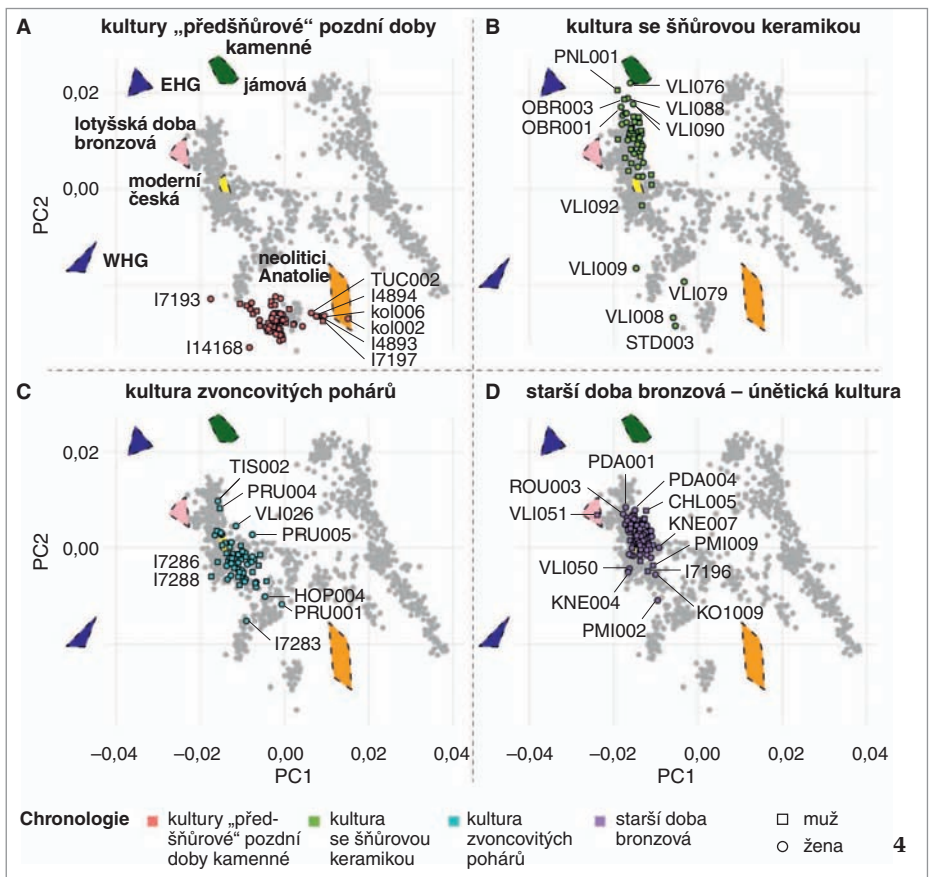 A
kultury „předšňůrové“ pozdní doby
kamenné
EHG
jámová
0,02
lotyšská doba
bronzová
0,00
moderní
česká
PC2
WHG
neolitici
Anatolie
TUC002
I4894
kol006
kol002
I4893
I7197
I7193
I14168
B
kultura se šňůrovou keramikou
PNL001
VLI076
OBR003
VLI088
OBR001
VLI090
VLI092
VLI009
VLI079
VLI008
STD003
C
kultura zvoncovitých pohárů
0,02
TIS002
PRU004
VLI026
PRU005
0,00
PC2
I7286
I7288
HOP004
PRU001
I7283
–0,04
–0,02
0,00
0,02
0,04
PC1
D
starší doba bronzová – únětická kultura
PDA001
ROU003
PDA004
VLI051
CHL005
KNE007
PMI009
VLI050
I7196
KNE004
KO1009
PMI002
–0,04
–0,02
0,00
0,02
0,04
PC1
Chronologie
kultury „před-
šňůrové“ pozdní
doby kamenné
kultura
se šňůrovou
keramikou
kultura
zvoncovitých
pohárů
starší doba
bronzová
muž
žena
4